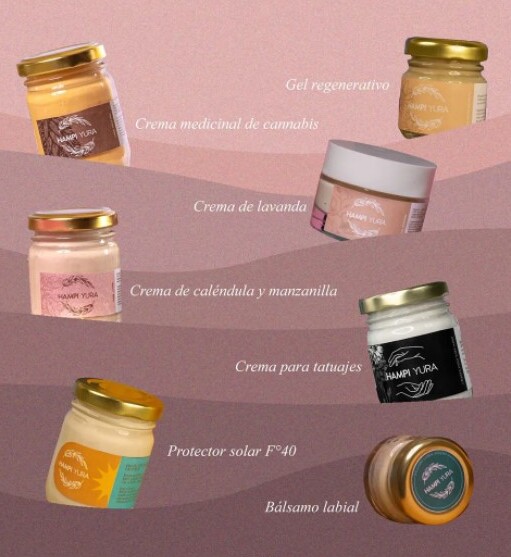 Gel regenerativo
HAMPI YURA
Crema medicinal de cannabis
HAMPI YURA
Crema de lavanda
HAMPI YURA
HAMPI YURA
Crema de caléndula y manzanilla
HAMPI YURA
Crema para tatuajes
HAMPI YURA
Protector solar F°40
HAMPI YURA
Bálsamo labial